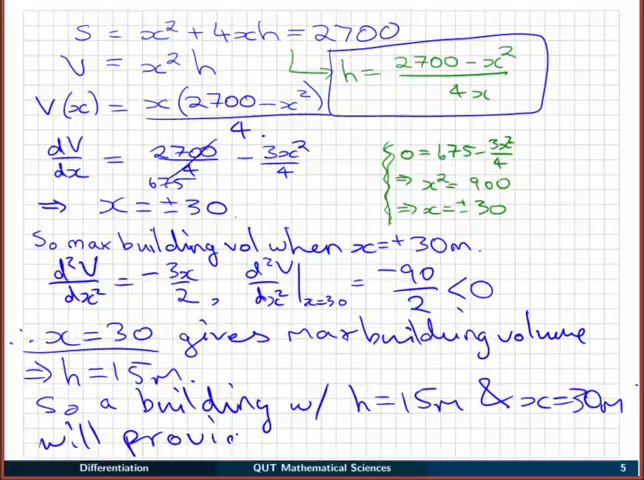 S = x² + 4xh = 2700
V = x² h
h = 2700 - x² / 4x
V(x) = x(2700 - x²) / 4.
dV/dx = 2700/4 - 3x²/4
675
0 = 675 - 3x²/4
⇒ x² = 900
⇒ x = ± 30
⇒ x = ± 30.
So max building vol when x = + 30m.
d²V/dx² = -3x/2, d²V/dx²|x=30 = -90/2 < 0
∴ x = 30 gives max building volume
⇒ h = 15m.
So a building w/ h = 15m & x = 30m
will provi
Differentiation QUT Mathematical Sciences 5